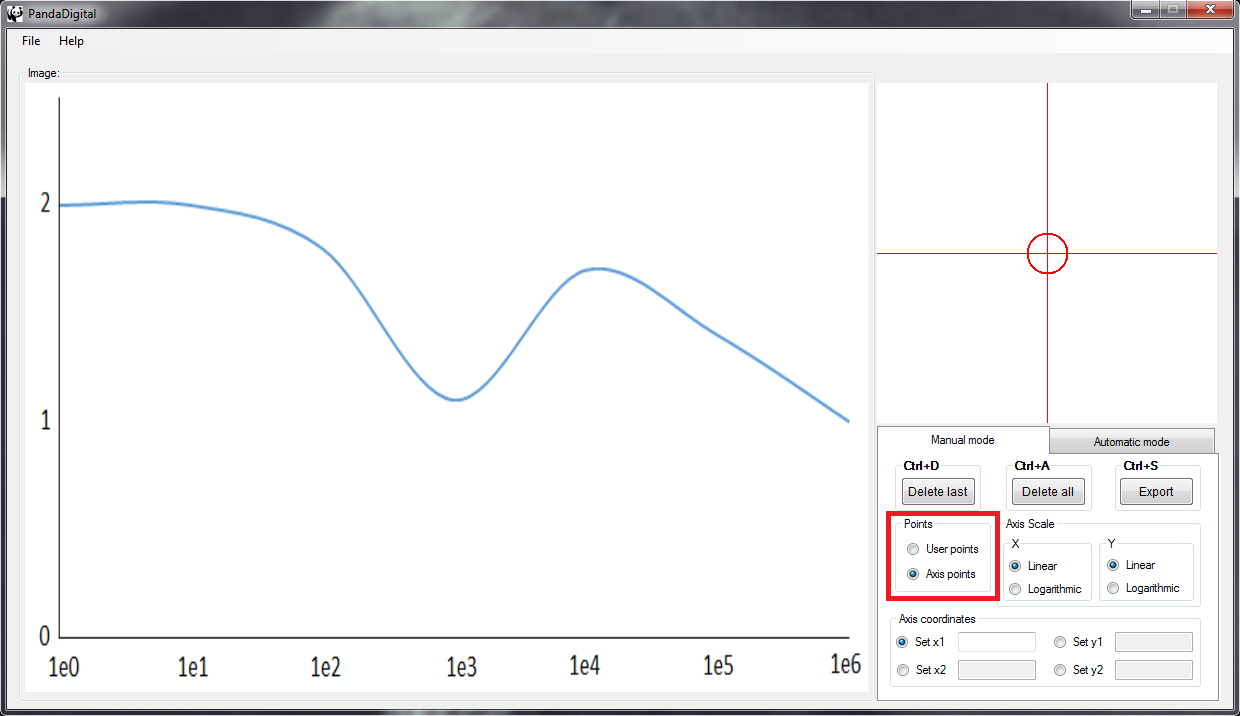 PandaDigital
File Help
Image:
2
1
0
1e0 1e1 1e2 1e3 1e4 1e5 1e6
Manual mode Automatic mode
Ctrl+D Ctrl+A Ctrl+S
Delete last Delete all Export
Points Axis Scale
X Y
User points
Axis points
Linear Linear
Logarithmic Logarithmic
Axis coordinates
Set x1 Set y1
Set x2 Set y2